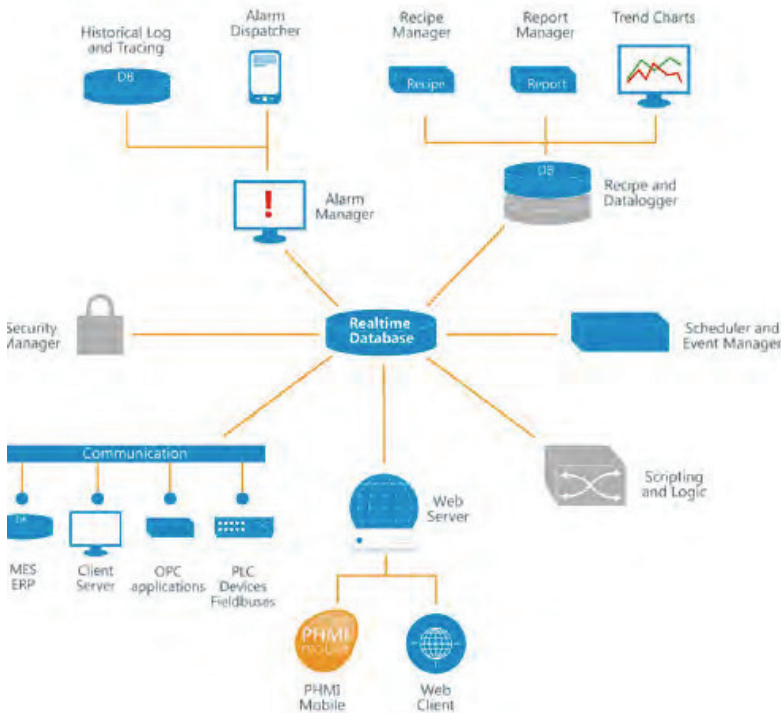 Historical Log
and Tracing
DB
Alarm
Dispatcher
Recipe
Manager
Recipe
Report
Manager
Report
Trend Charts
!
Alarm
Manager
DB
Recipe and
Datalogger
Security
Manager
Realtime
Database
Scheduler and
Event Manager
Communication
MES
ERP
Client
Server
OPC
applications
PLC
Devices
Fieldbuses
Web
Server
Scripting
and Logic
PHMI
PHMI
Mobile
Web
Client